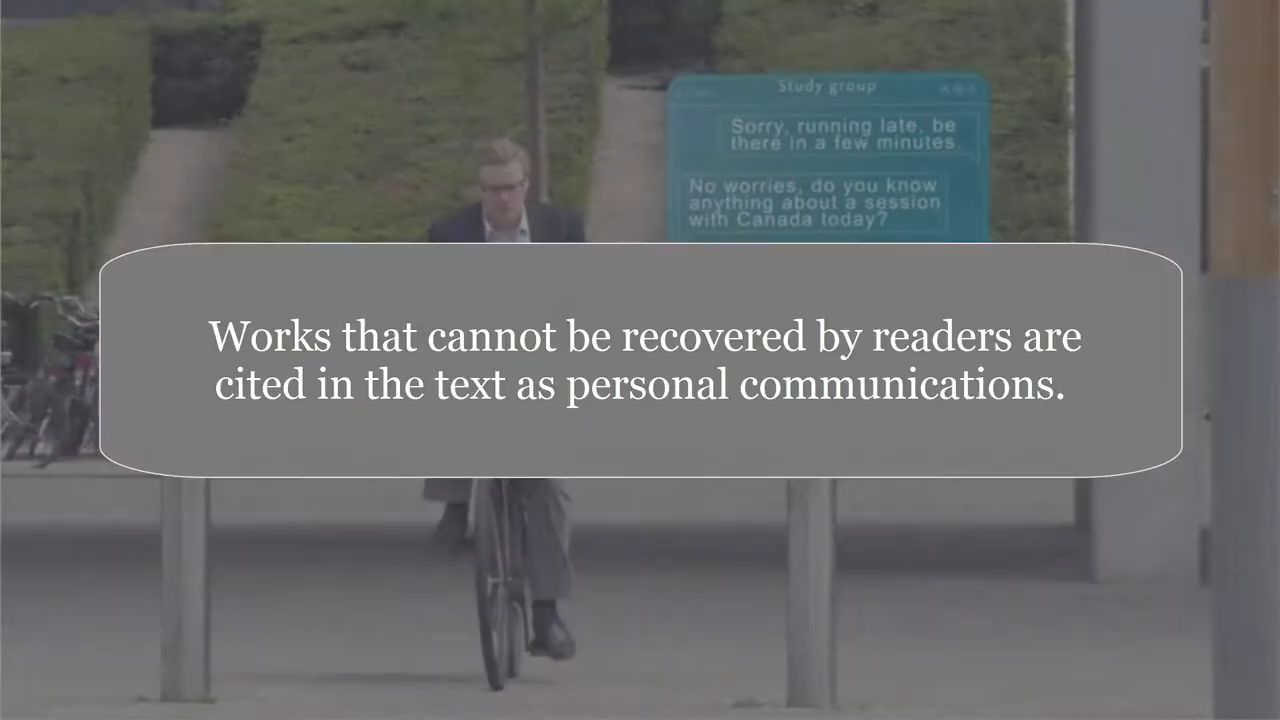 Study group
Sorry, running late, be
there in a few minutes.
No worries, do you know
anything about a session
with Canada today?
Works that cannot be recovered by readers are
cited in the text as personal communications.